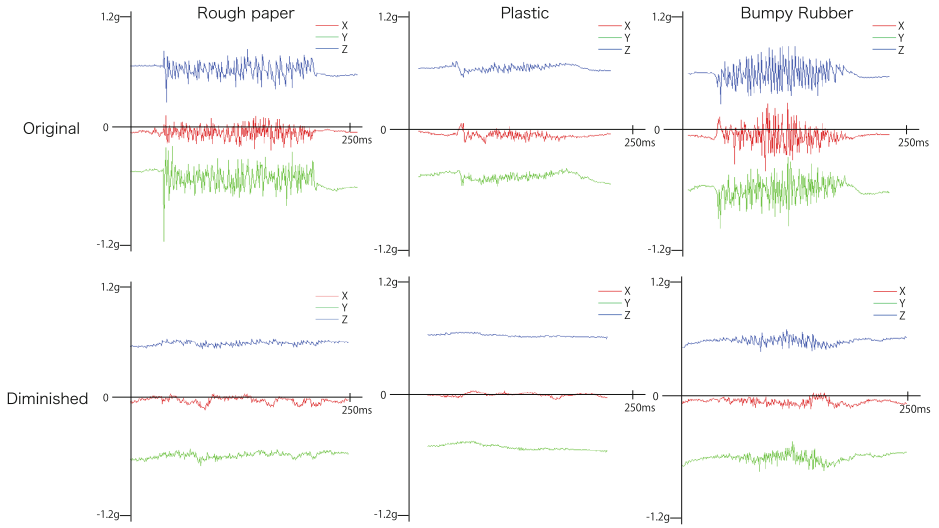 Rough paper
Plastic
Bumpy Rubber
1.2g
X
Y
Z
1.2g
X
Y
Z
1.2g
X
Y
Z
Original
0
250ms
0
250ms
0
250ms
-1.2g
-1.2g
-1.2g
1.2g
X
Y
Z
1.2g
X
Y
Z
1.2g
X
Y
Z
Diminished
0
250ms
0
250ms
0
250ms
-1.2g
-1.2g
-1.2g